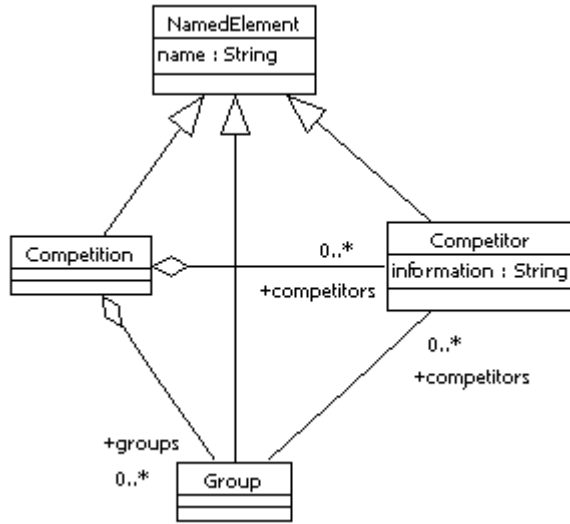 NamedElement
name : String
Competition
0..*
Competitor
information : String
+competitors
0..*
+competitors
+groups
0..*
Group